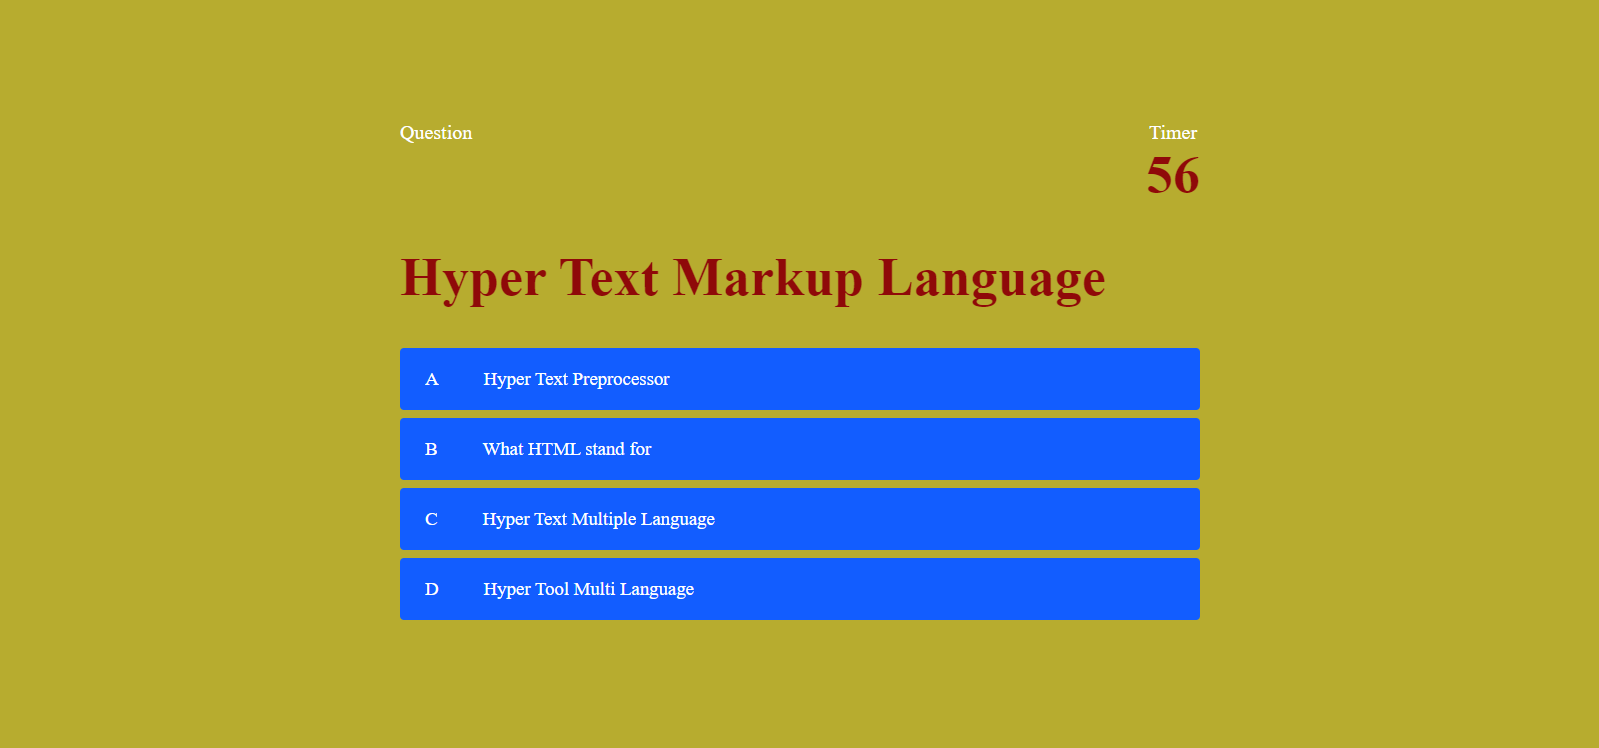 Question
Timer
56
Hyper Text Markup Language
A Hyper Text Preprocessor
B What HTML stand for
C Hyper Text Multiple Language
D Hyper Tool Multi Language